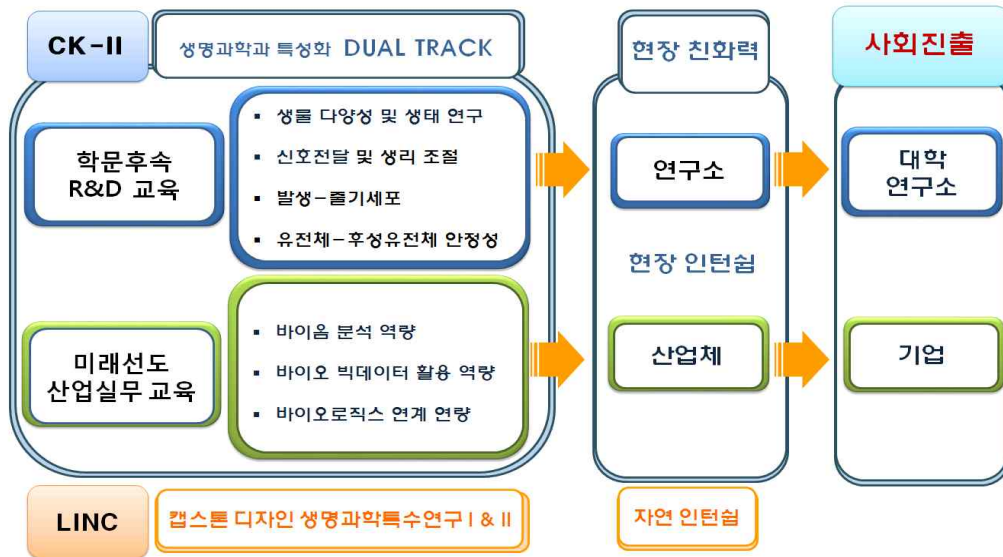 CK-II
생명과학과 특성화 DUAL TRACK
현장 친화력
사회진출
학문후속
R&D 교육
▪ 생물 다양성 및 생태 연구
▪ 신호전달 및 생리 조절
▪ 발생-줄기세포
▪ 유전체-후성유전체 안정성
연구소
대학
연구소
현장 인턴쉽
미래선도
산업실무 교육
▪ 바이옴 분석 역량
▪ 바이오 빅데이터 활용 역량
▪ 바이오로직스 연계 연량
산업체
기업
LINC
캡스톤 디자인 생명과학특수연구 I & II
자연 인턴쉽